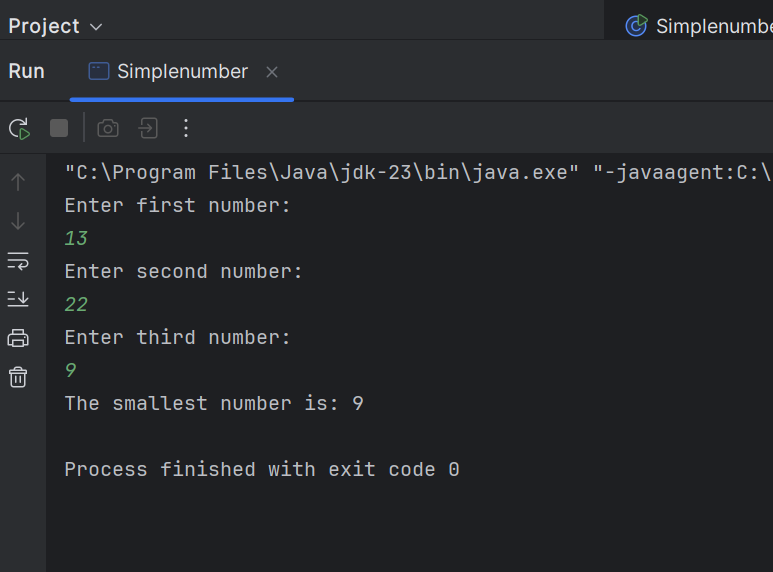 Project
Simplenumbe
Run
Simplenumber
"C:\Program Files\Java\jdk-23\bin\java.exe" "-javaagent:C:\
Enter first number:
13
Enter second number:
22
Enter third number:
9
The smallest number is: 9
Process finished with exit code 0